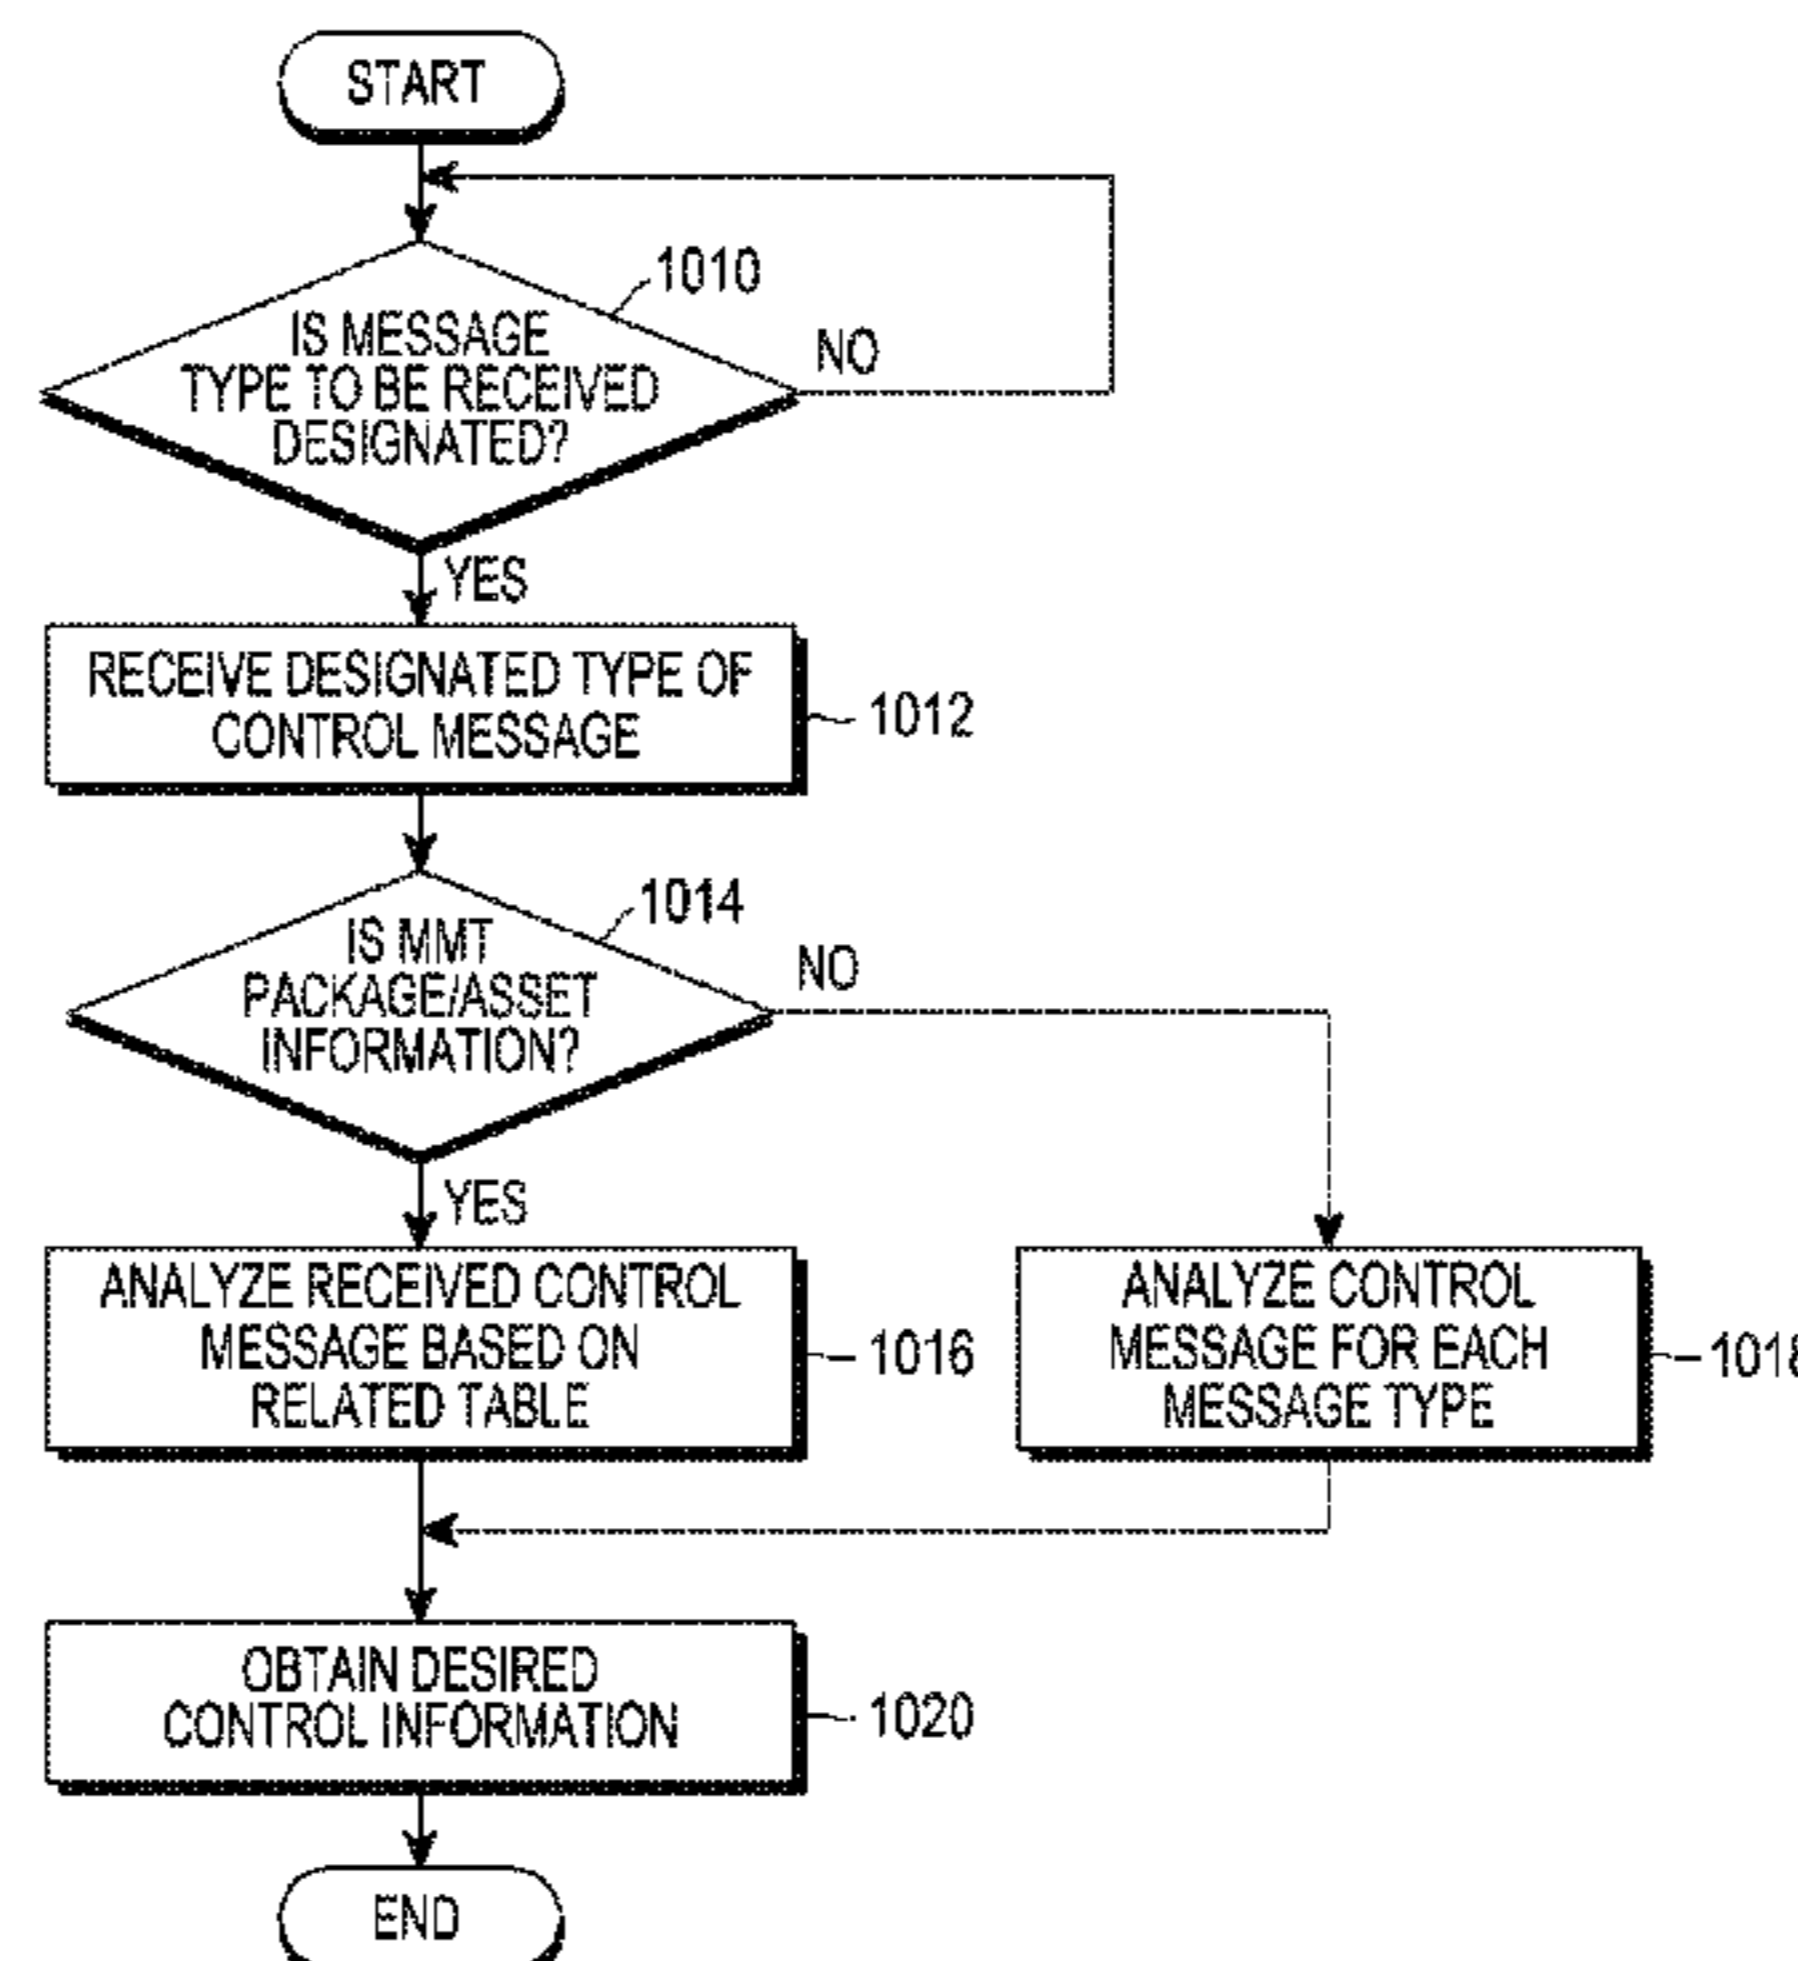 START
1010
IS MESSAGE
TYPE TO BE RECEIVED
DESIGNATED?
NO
YES
RECEIVE DESIGNATED TYPE OF
CONTROL MESSAGE
1012
1014
IS MMT
PACKAGE/ASSET
INFORMATION?
NO
YES
ANALYZE RECEIVED CONTROL
MESSAGE BASED ON
RELATED TABLE
1016
ANALYZE CONTROL
MESSAGE FOR EACH
MESSAGE TYPE
1018
OBTAIN DESIRED
CONTROL INFORMATION
1020
END